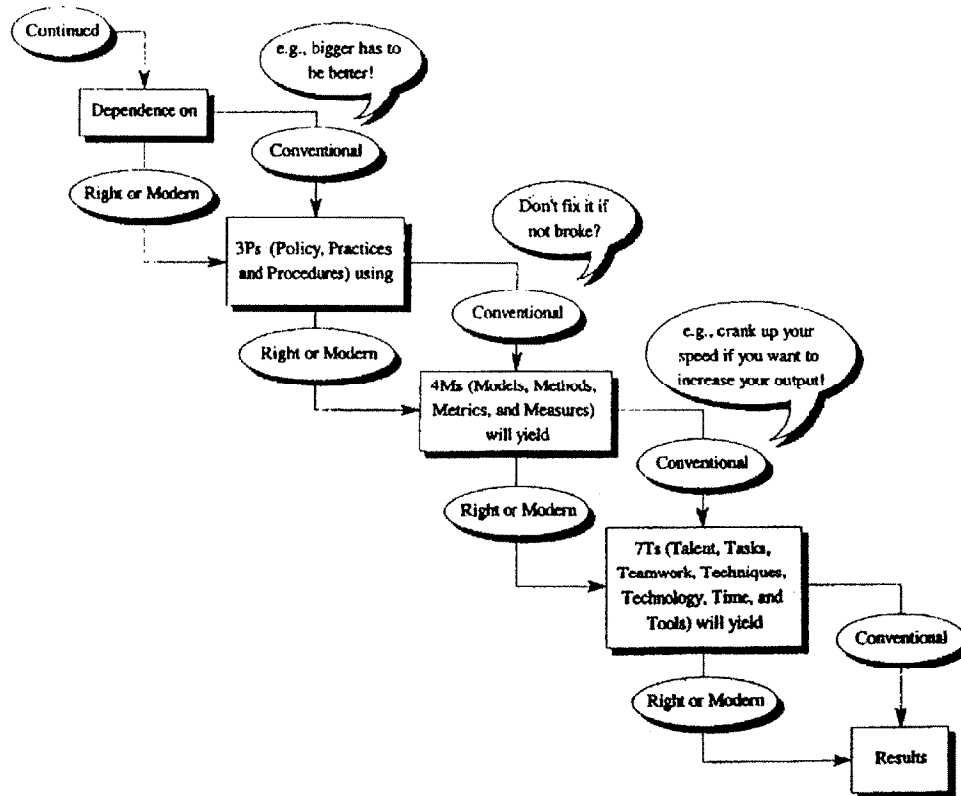 Continued
e.g., bigger has to
be better!
Dependence on
Conventional
Right or Modern
Don't fix it if
not broke?
3Ps (Policy, Practices
and Procedures) using
Conventional
Right or Modern
e.g., crank up your
speed if you want to
increase your output!
4Ms (Models, Methods,
Metrics, and Measures)
will yield
Conventional
Right or Modern
7Ts (Talent, Tasks,
Teamwork, Techniques,
Technology, Time, and
Tools) will yield
Conventional
Right or Modern
Results